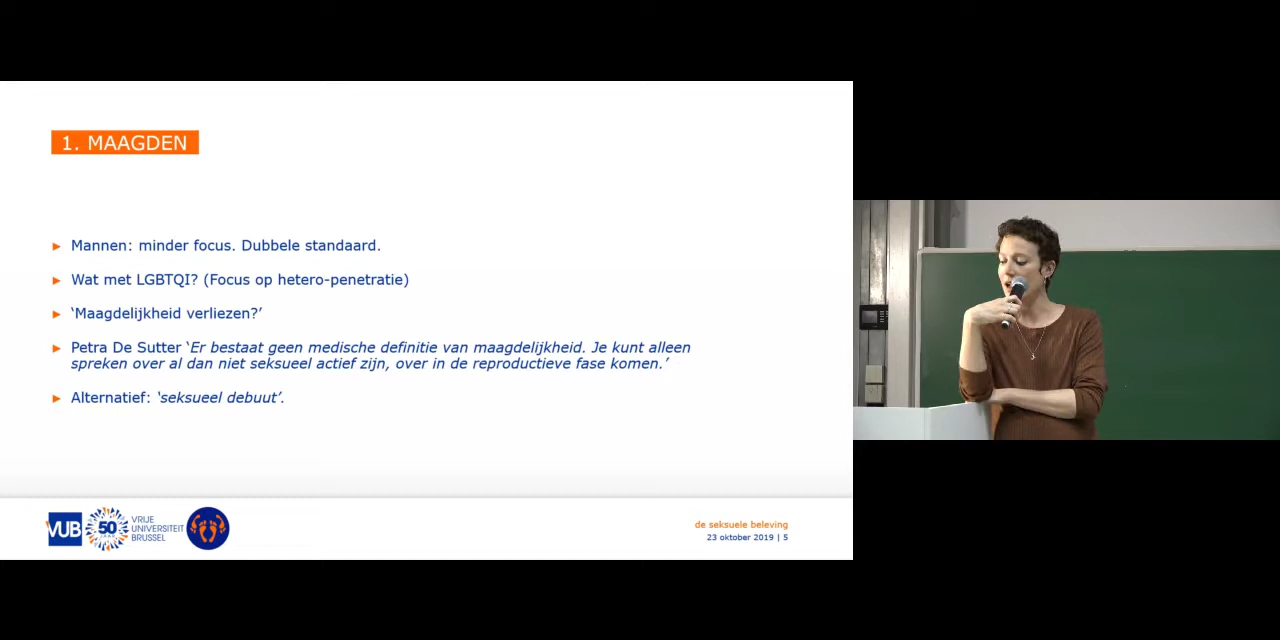 1. MAAGDEN
► Mannen: minder focus. Dubbele standaard.
► Wat met LGBTQI? (Focus op hetero-penetratie)
► ‘Maagdelijkheid verliezen?’
► Petra De Sutter ‘Er bestaat geen medische definitie van maagdelijkheid. Je kunt alleen
spreken over al dan niet seksueel actief zijn, over in de reproductieve fase komen.’
► Alternatief: ‘seksueel debuut’.
VUB
50
JAAR
VRIJE
UNIVERSITEIT
BRUSSEL
de seksuele beleving
23 oktober 2019 | 5